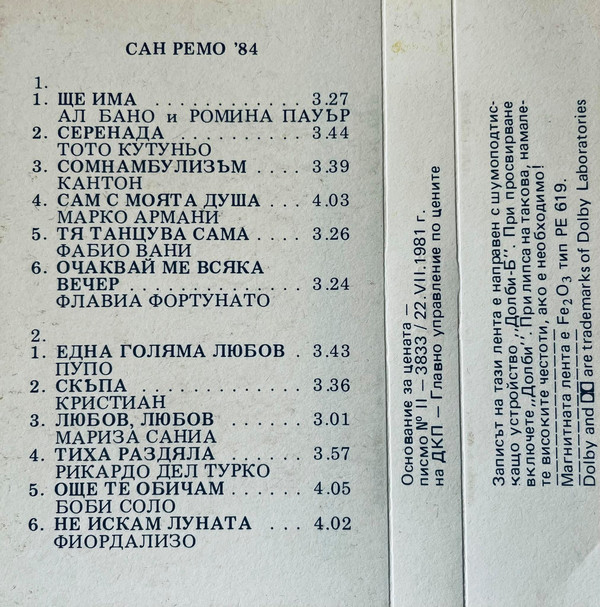 САН РЕМО '84
1.
1. ЩЕ ИМА . . . . . . . . . . . . 3.27
АЛ БАНО и РОМИНА ПАУЪР
2. СЕРЕНАДА . . . . . . . . . . 3.44
ТОТО КУТУНЬО
3. СОМНАМБУЛИЗЪМ . . . . 3.39
КАНТОН
4. САМ С МОЯТА ДУША . . 4.03
МАРКО АРМАНИ
5. ТЯ ТАНЦУВА САМА . . . . 3.26
ФАБИО ВАНИ
6. ОЧАКВАЙ МЕ ВСЯКА
ВЕЧЕР . . . . . . . . . . . . . . 3.24
ФЛАВИА ФОРТУНАТО
2.
1. ЕДНА ГОЛЯМА ЛЮБОВ . 3.43
ПУПО
2. СКЪПА . . . . . . . . . . . . . . 3.36
КРИСТИАН
3. ЛЮБОВ, ЛЮБОВ . . . . . . 3.01
МАРИЗА САНИА
4. ТИХА РАЗДЯЛА . . . . . . . 3.57
РИКАРДО ДЕЛ ТУРКО
5. ОЩЕ ТЕ ОБИЧАМ . . . . . . 4.05
БОБИ СОЛО
6. НЕ ИСКАМ ЛУНАТА . . . 4.02
ФИОРДАЛИЗО
Основание за цената —
писмо № II — 3833 / 22.VII.1981 г.
на ДКП — Главно управление по цените
Записът на тази лента е направен с шумоподтис-
кащо устройство „Долби-Б". При просвирване
включете „Долби". При липса на такова, намале-
те високите честоти, ако е необходимо!
Магнитната лента е Fe₂O₃ тип PE 619.
Dolby and are trademarks of Dolby Laboratories